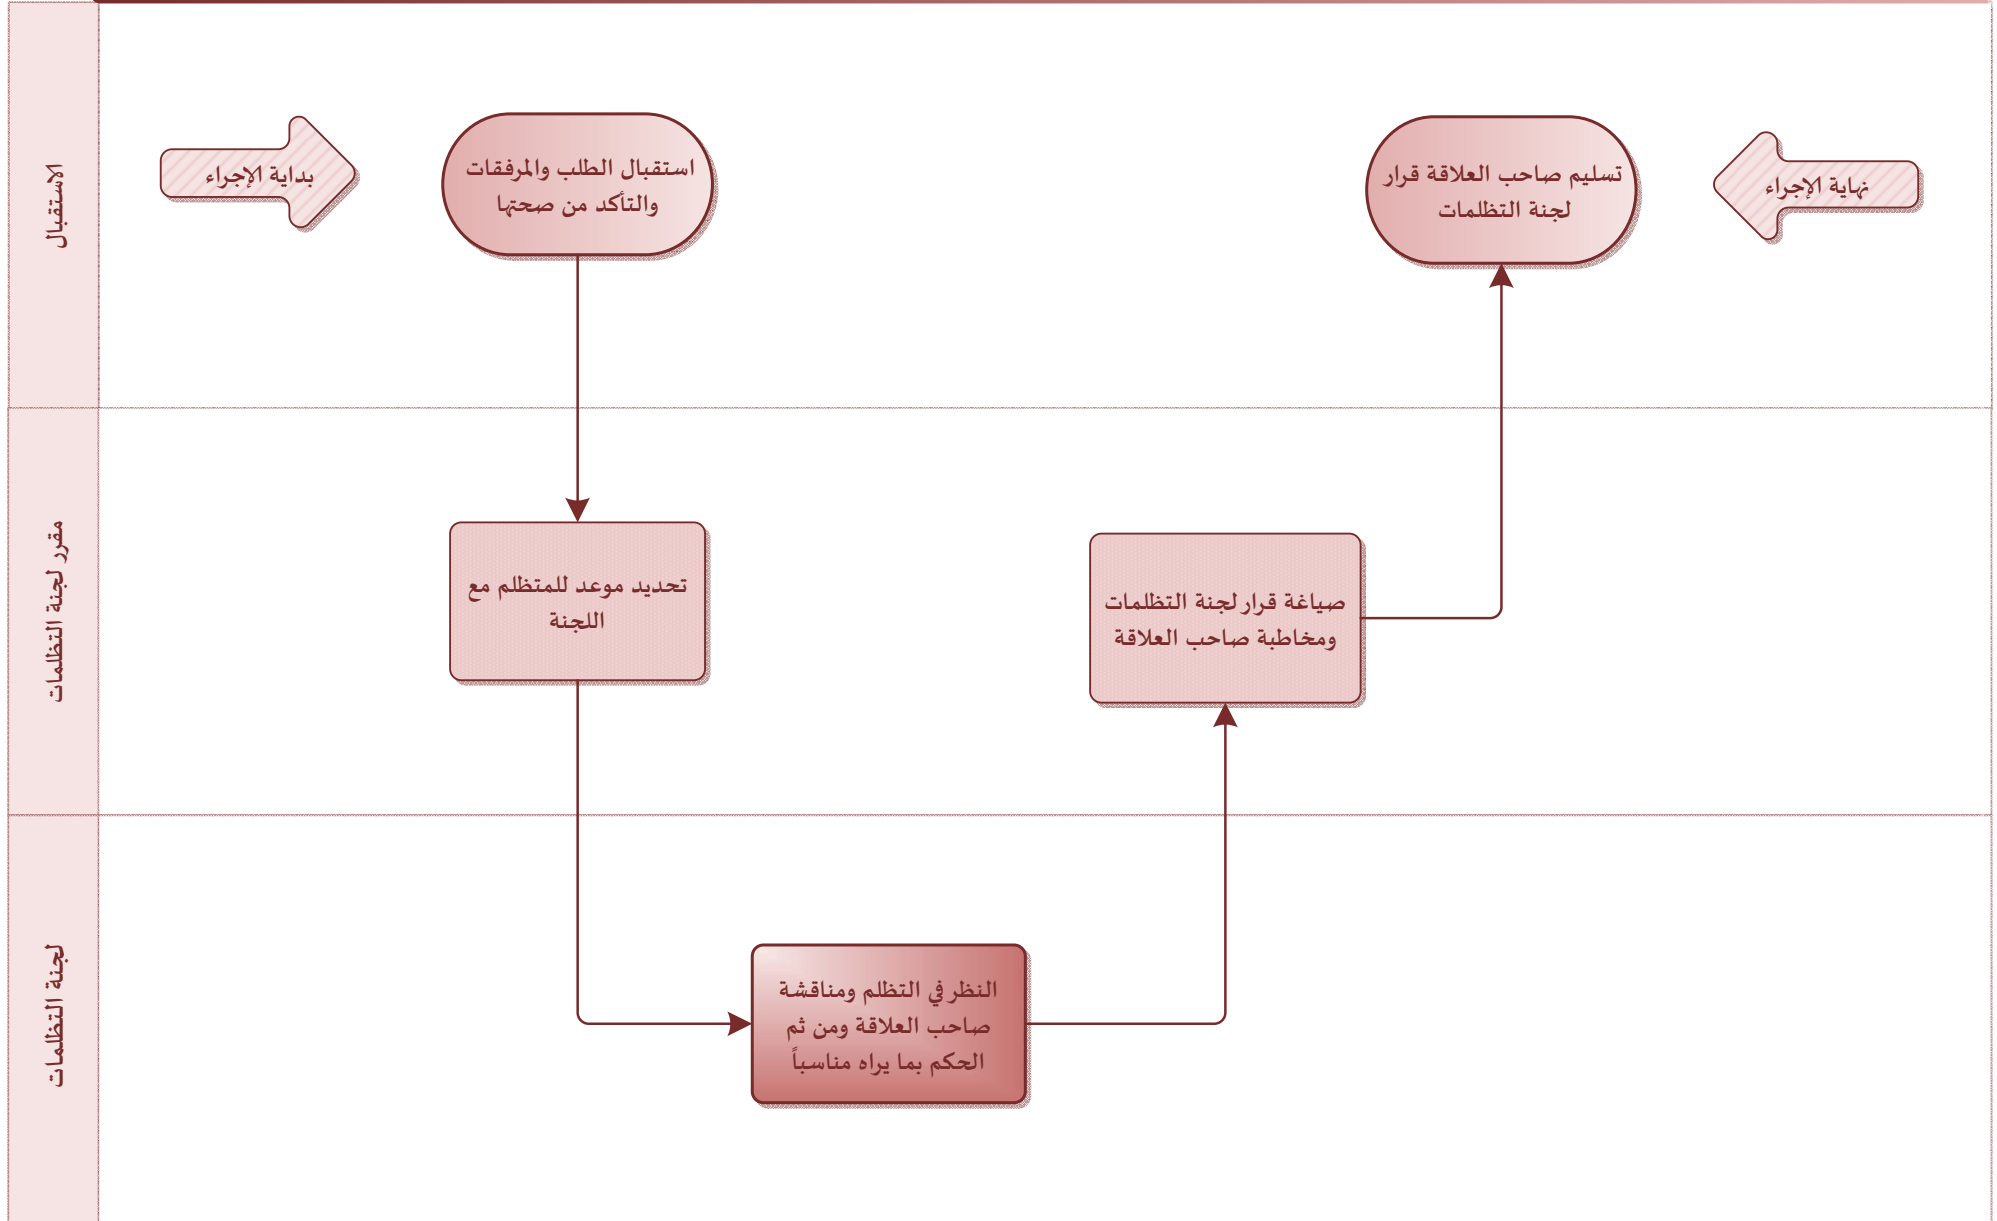 الاستقبال
بداية الإجراء
استقبال الطلب والمرفقات
والتأكد من صحتها
تسليم صاحب العلاقة قرار
لجنة التظلمات
نهاية الإجراء
مقرر لجنة التظلمات
تحديد موعد للمتظلم مع
اللجنة
صياغة قرار لجنة التظلمات
ومخاطبة صاحب العلاقة
لجنة التظلمات
النظر في التظلم ومناقشة
صاحب العلاقة ومن ثم
الحكم بما يراه مناسباً